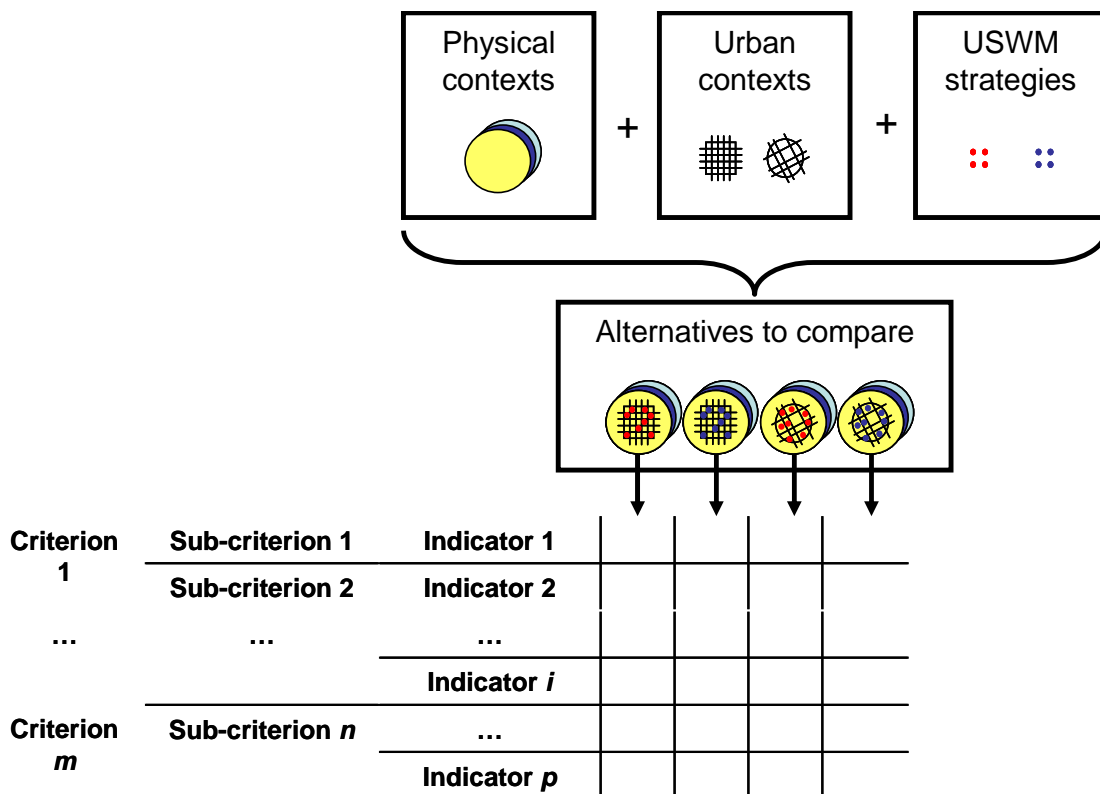 Physical
contexts
+
Urban
contexts
+
USWM
strategies
Alternatives to compare
Criterion
1
Sub-criterion 1
Indicator 1
Sub-criterion 2
Indicator 2
...
...
...
Indicator i
Criterion
m
Sub-criterion n
...
Indicator p